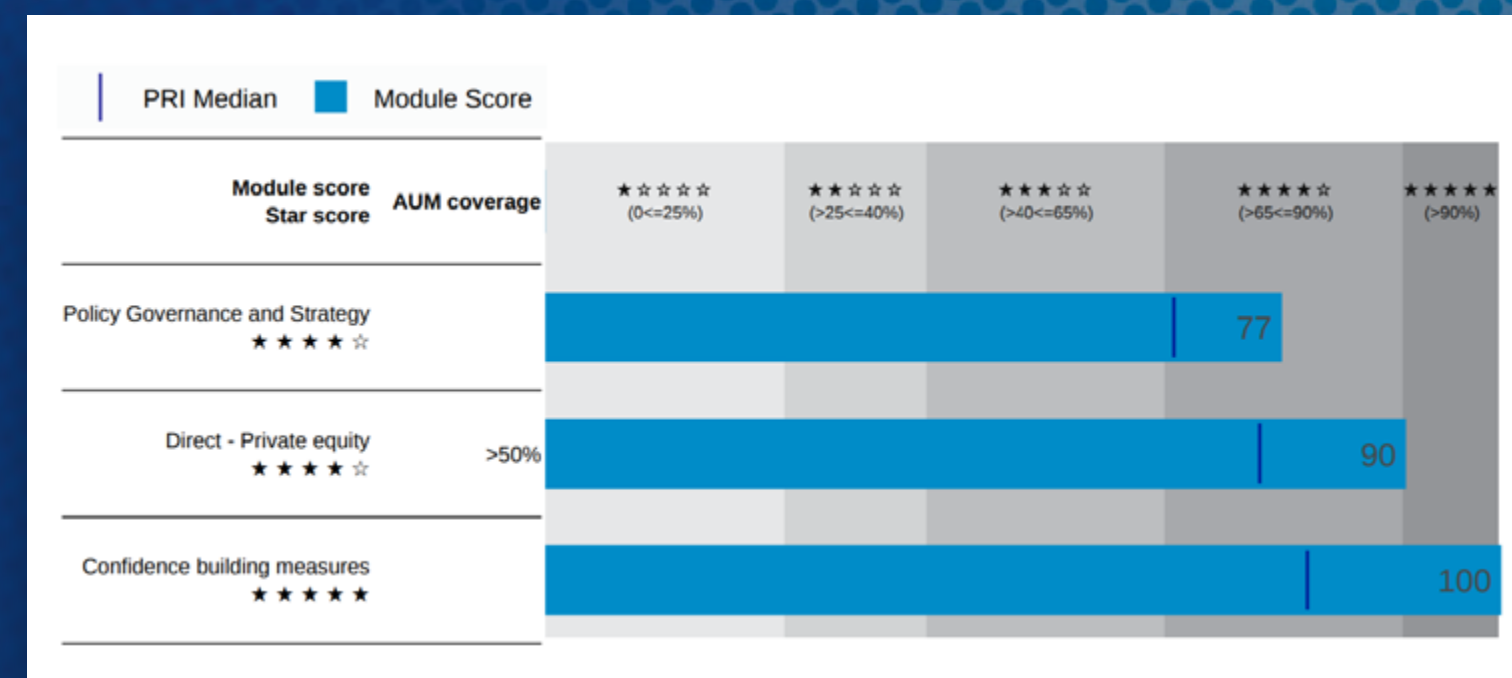 PRI Median Module Score
Module score
Star score
AUM coverage
★☆☆☆☆
(0<=25%)
★★☆☆☆
(>25<=40%)
★★★☆☆
(>40<=65%)
★★★★☆
(>65<=90%)
★★★★★
(>90%)
Policy Governance and Strategy
★★★★☆
77
Direct - Private equity
★★★★☆
>50%
90
Confidence building measures
★★★★★
100